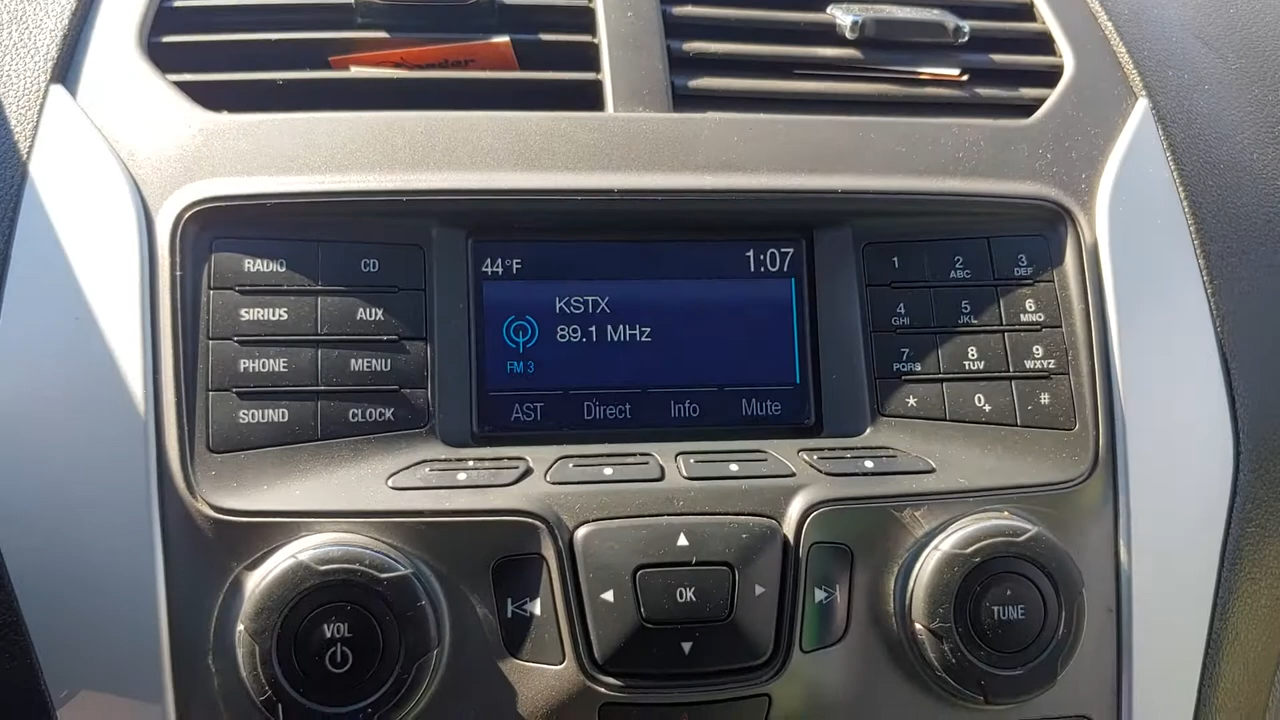 RADIO CD
SIRIUS AUX
PHONE MENU
SOUND CLOCK
44°F 1:07
KSTX
89.1 MHz
FM 3
AST Direct Info Mute
1 2 ABC 3 DEF
4 GHI 5 JKL 6 MNO
7 PQRS 8 TUV 9 WXYZ
* 0+ #
VOL
OK
TUNE